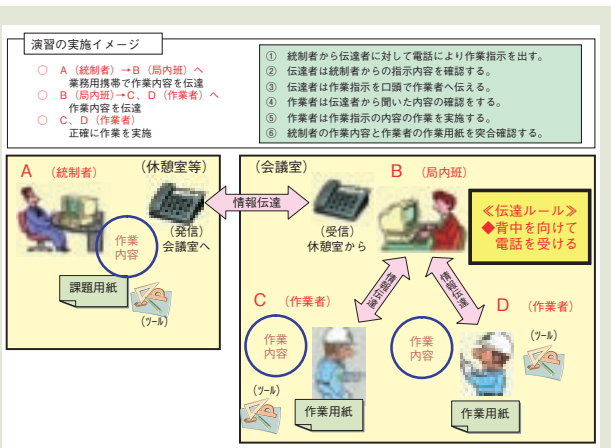 演習の実施イメージ
○ A(統制者)→B(局内班)へ
業務用携帯で作業内容を伝達
○ B(局内班)→C、D(作業者)へ
作業内容を伝達
○ C、D(作業者)
正確に作業を実施
① 統制者から伝達者に対して電話により作業指示を出す。
② 伝達者は統制者からの指示内容を確認する。
③ 伝達者は作業指示を口頭で作業者へ伝える。
④ 作業者は伝達者から聞いた内容の確認をする。
⑤ 作業者は作業指示の内容の作業を実施する。
⑥ 統制者の作業内容と作業者の作業用紙を突合確認する。
A (統制者)
(休憩室等)
(発信)
会議室へ
作業
内容
課題用紙
(ツール)
情報伝達
(会議室)
B (局内班)
(受信)
休憩室から
≪伝達ルール≫
◆背中を向けて
電話を受ける
情報伝達
情報伝達
C (作業者)
作業
内容
(ツール)
作業用紙
D (作業者)
作業
内容
(ツール)
作業用紙